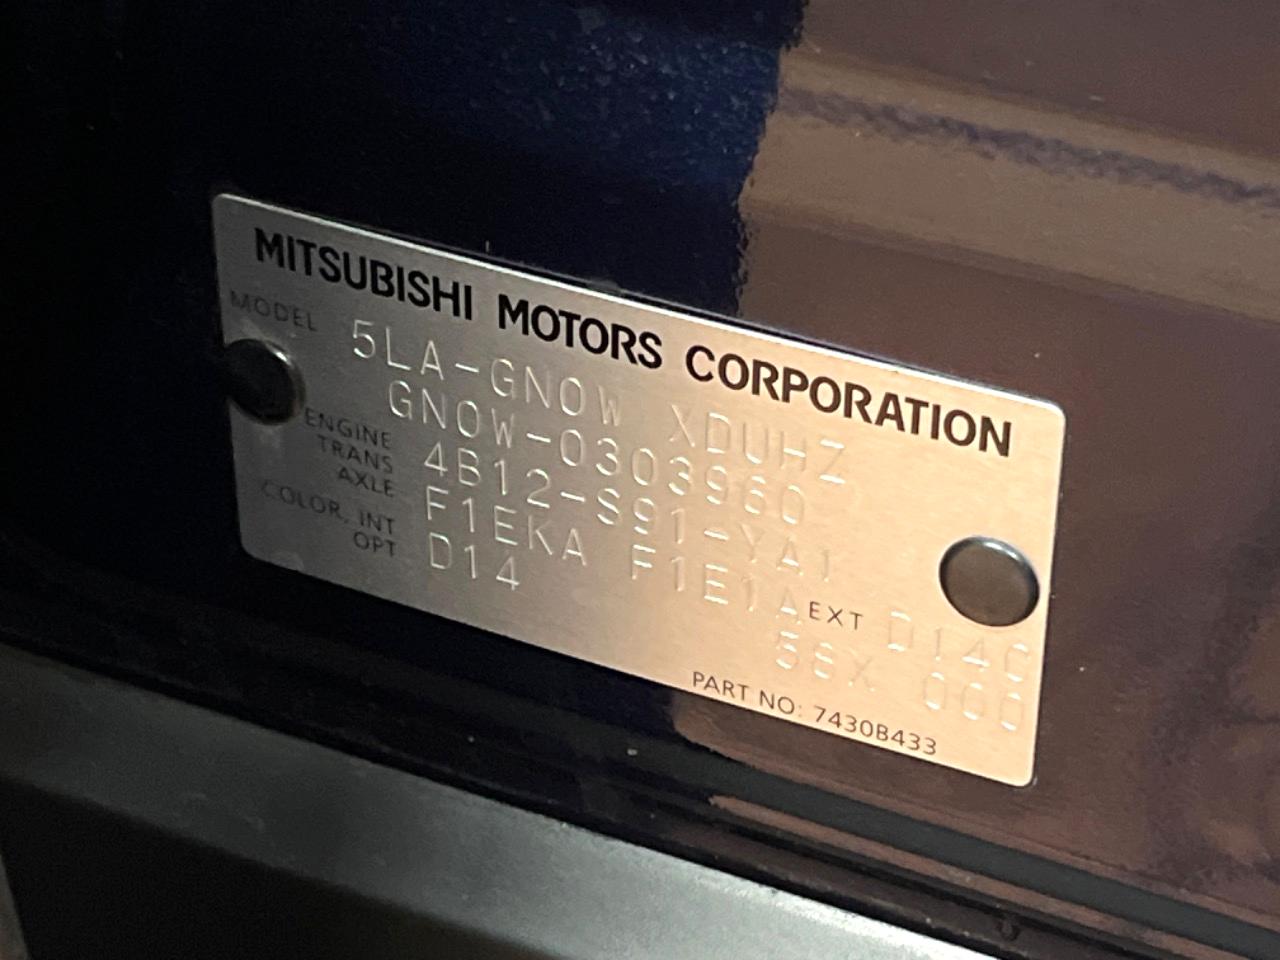 MITSUBISHI MOTORS CORPORATION
MODEL 5LA-GN0W XDUHZ
GN0W-0303960
ENGINE 4B12-S91-YA1
TRANS AXLE F1EKA F1E1A
COLOR, INT D14 EXT D14C
OPT 5SX 000
PART NO: 7430B433